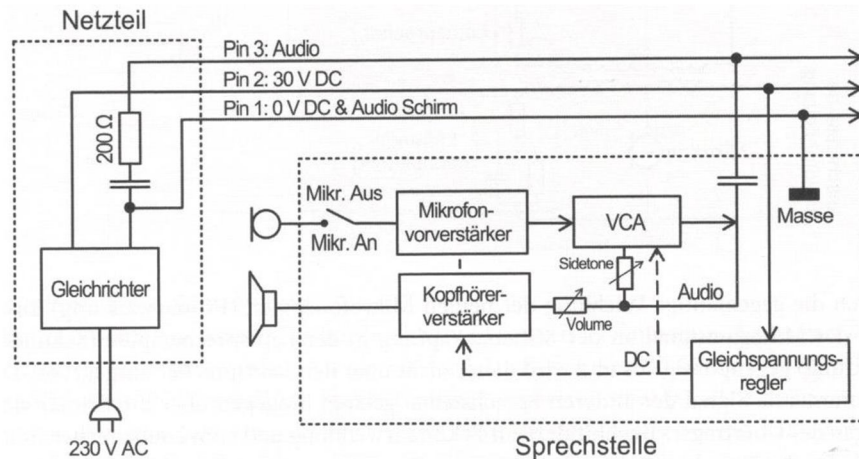 Netzteil
Pin 3: Audio
Pin 2: 30 V DC
Pin 1: 0 V DC & Audio Schirm
200 Ω
Gleichrichter
230 V AC
Mikr. Aus
Mikr. An
Mikrofon-
vorverstärker
VCA
Masse
Sidetone
Kopfhörer-
verstärker
Volume
Audio
DC
Gleichspannungs-
regler
Sprechstelle